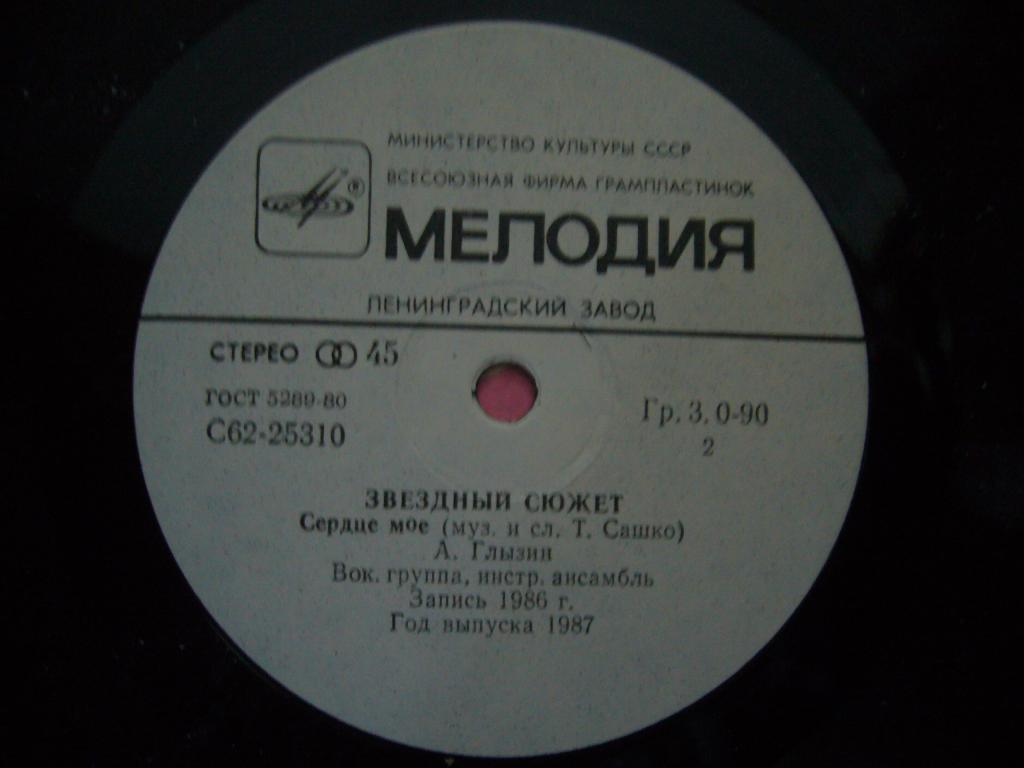 ®
МИНИСТЕРСТВО КУЛЬТУРЫ СССР
ВСЕСОЮЗНАЯ ФИРМА ГРАМПЛАСТИНОК
МЕЛОДИЯ
ЛЕНИНГРАДСКИЙ ЗАВОД
СТЕРЕО 45
ГОСТ 5289-80
С62-25310
Гр. 3. 0-90
2
ЗВЕЗДНЫЙ СЮЖЕТ
Сердце мое (муз. и сл. Т. Сашко)
А. Глызин
Вок. группа, инстр. ансамбль
Запись 1986 г.
Год выпуска 1987